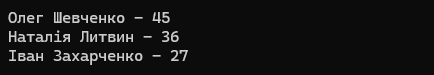 Олег Шевченко – 45
Наталія Литвин – 36
Іван Захарченко – 27